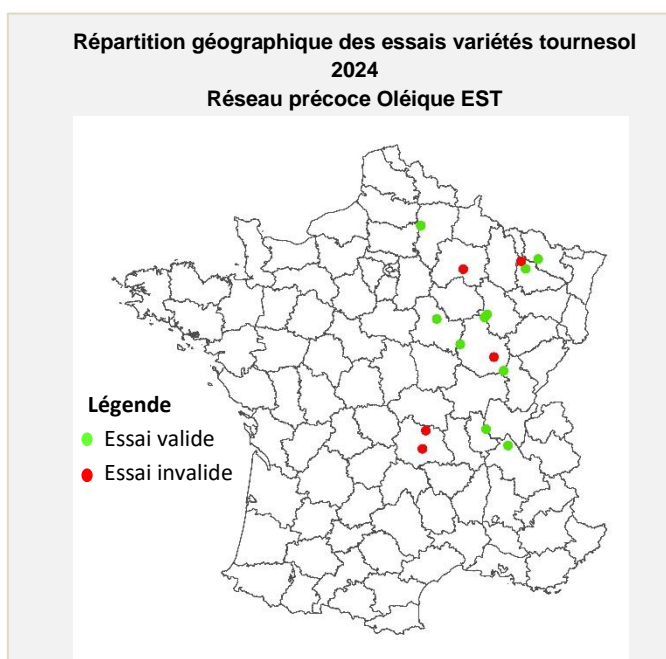 Répartition géographique des essais variétés tournesol
2024
Réseau précoce Oléique EST
Légende
Essai valide
Essai invalide